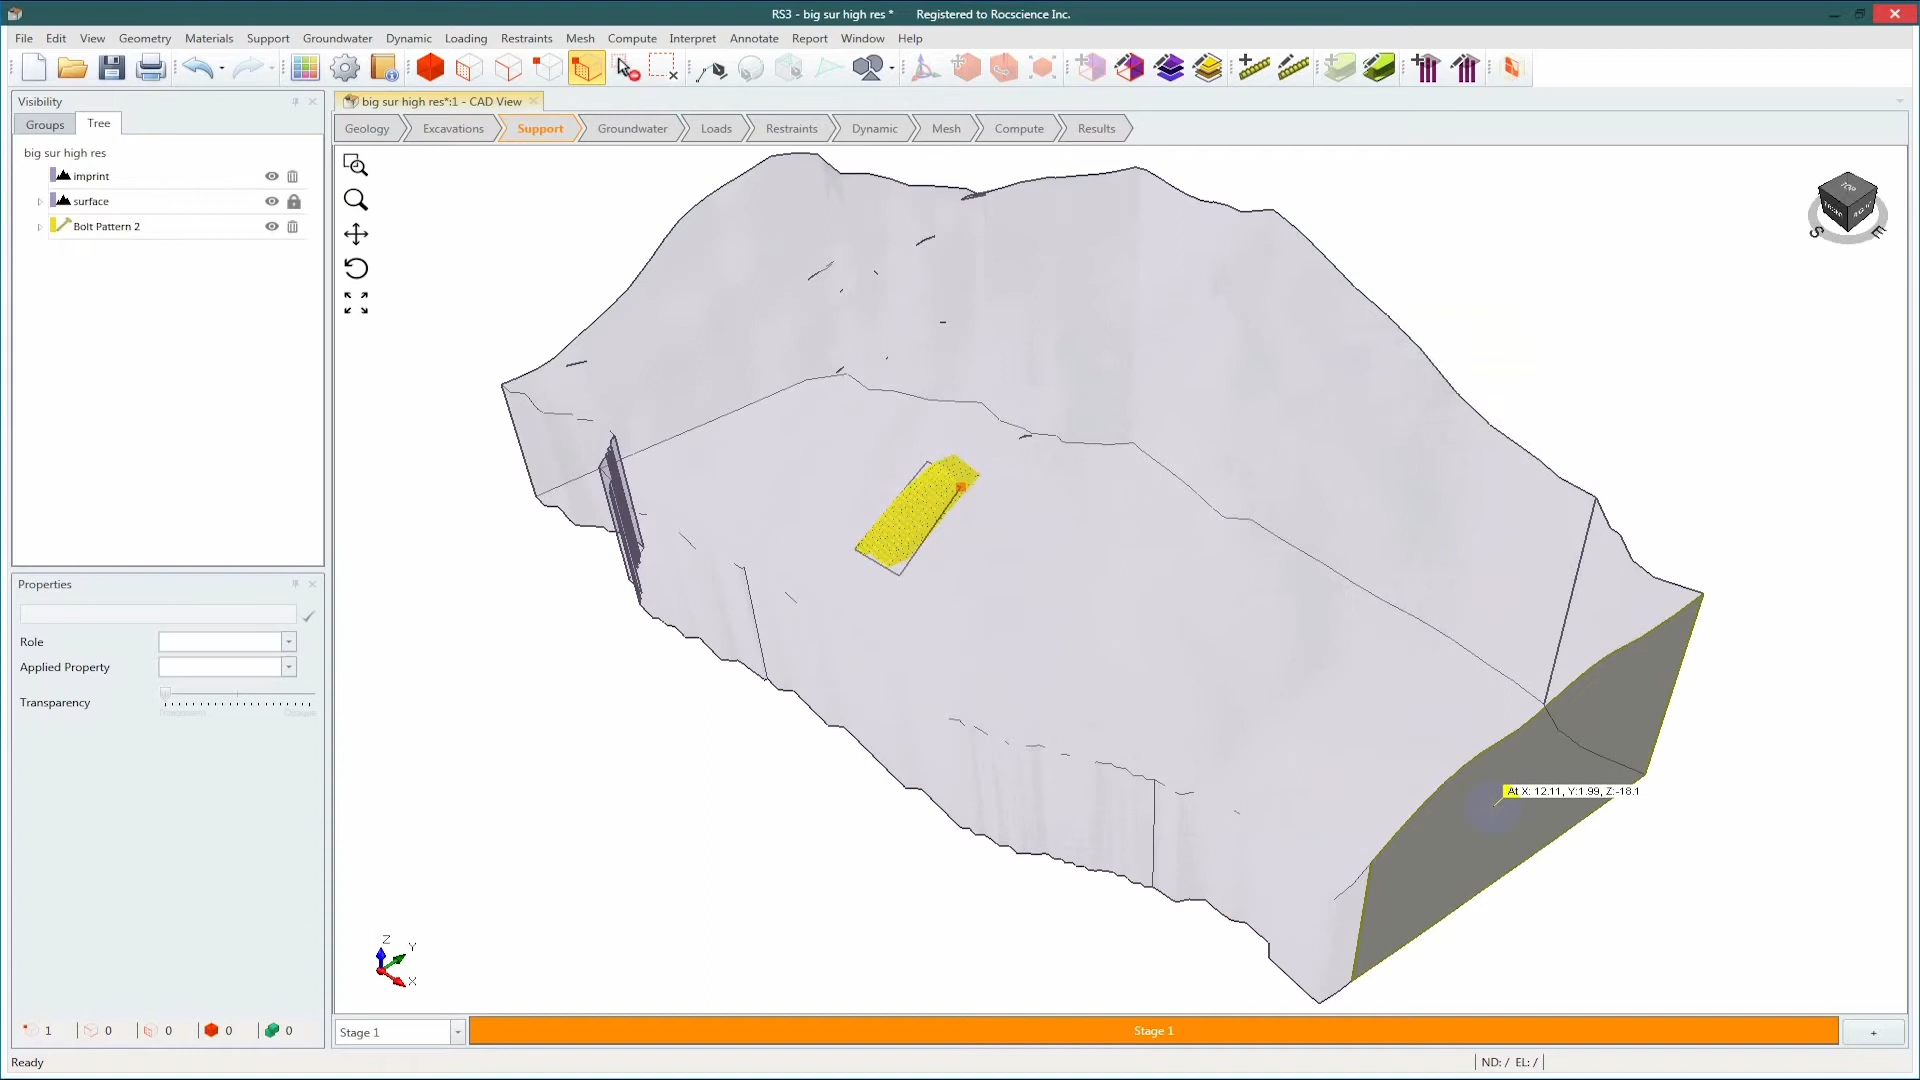 RS3 - big sur high res * Registered to Rocscience Inc.
File Edit View Geometry Materials Support Groundwater Dynamic Loading Restraints Mesh Compute Interpret Annotate Report Window Help
Visibility
Groups Tree
big sur high res
imprint
surface
Bolt Pattern 2
big sur high res*:1 - CAD View
Geology Excavations Support Groundwater Loads Restraints Dynamic Mesh Compute Results
TOP
S E
At X: 12.11, Y:1.99, Z:-18.1
Properties
Role
Applied Property
Transparency
Z
Y
X
1 0 0 0 0
Stage 1
Stage 1
+
Ready
ND: / EL: /